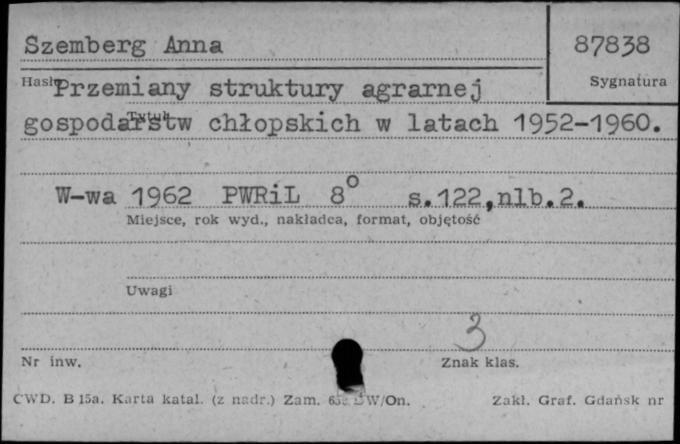 Szemberg Anna
87838
Hasło
Sygnatura
Przemiany struktury agrarnej
Tytuł
gospodarstw chłopskich w latach 1952-1960.
W-wa 1962 PWRiL 8° s.122,nlb.2.
Miejsce, rok wyd., nakładca, format, objętość
Uwagi
3
Nr inw.
Znak klas.
CWD. B 15a. Karta katal. (z nadr.) Zam. W/On.
Zakł. Graf. Gdańsk nr